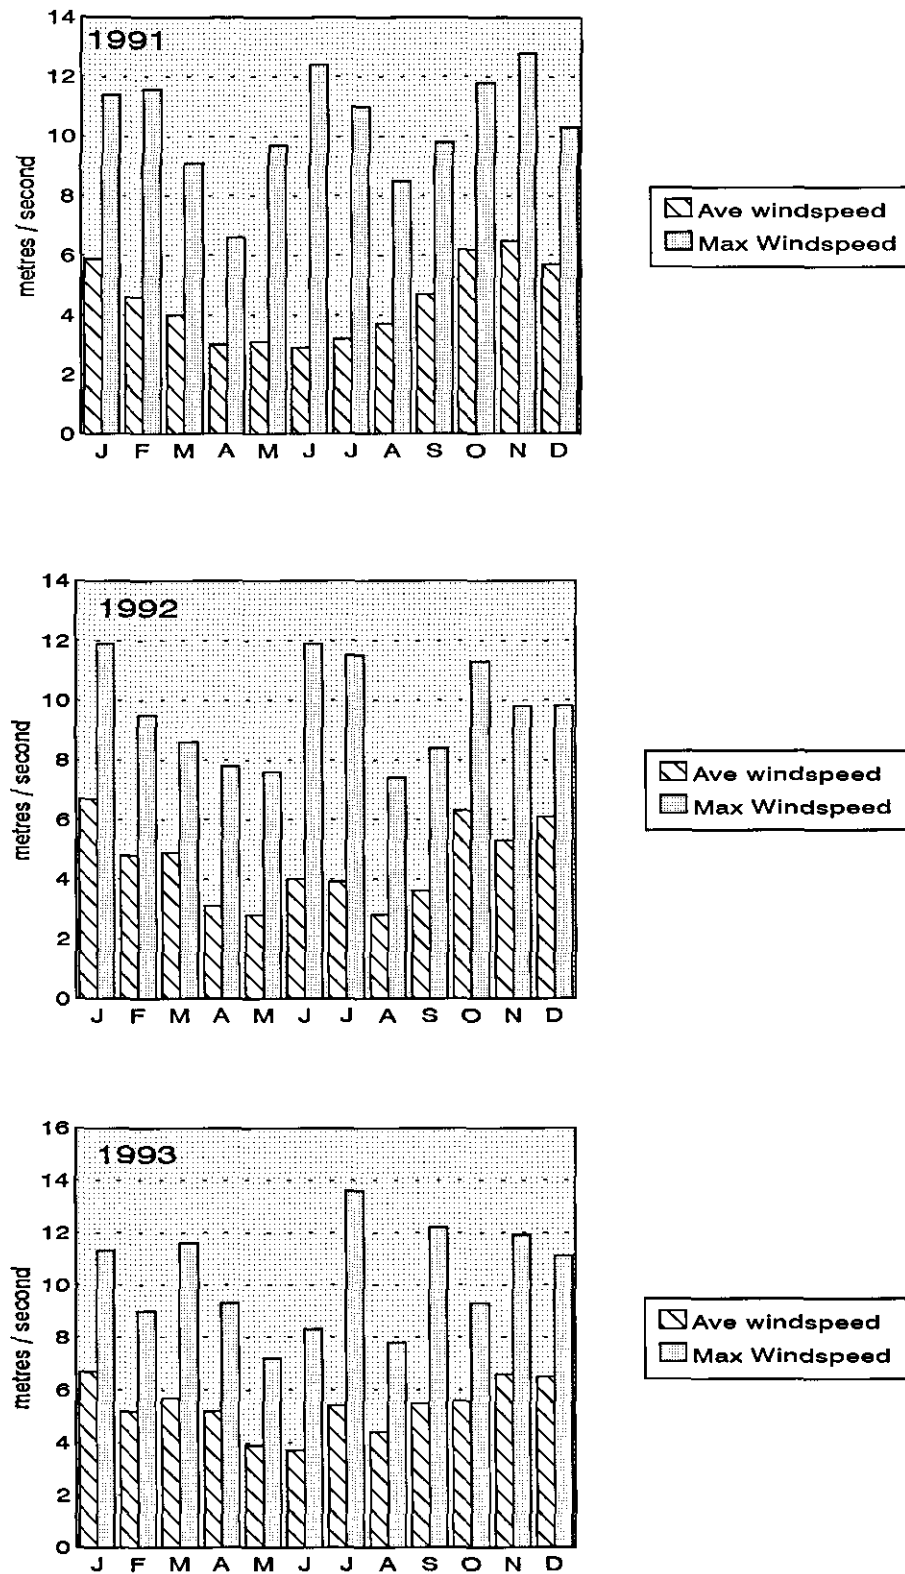 14
1991
12
10
8
6
4
2
0
metres / second
J F M A M J J A S O N D
Ave windspeed
Max Windspeed
14
1992
12
10
8
6
4
2
0
metres / second
J F M A M J J A S O N D
Ave windspeed
Max Windspeed
16
1993
14
12
10
8
6
4
2
0
metres / second
J F M A M J J A S O N D
Ave windspeed
Max Windspeed